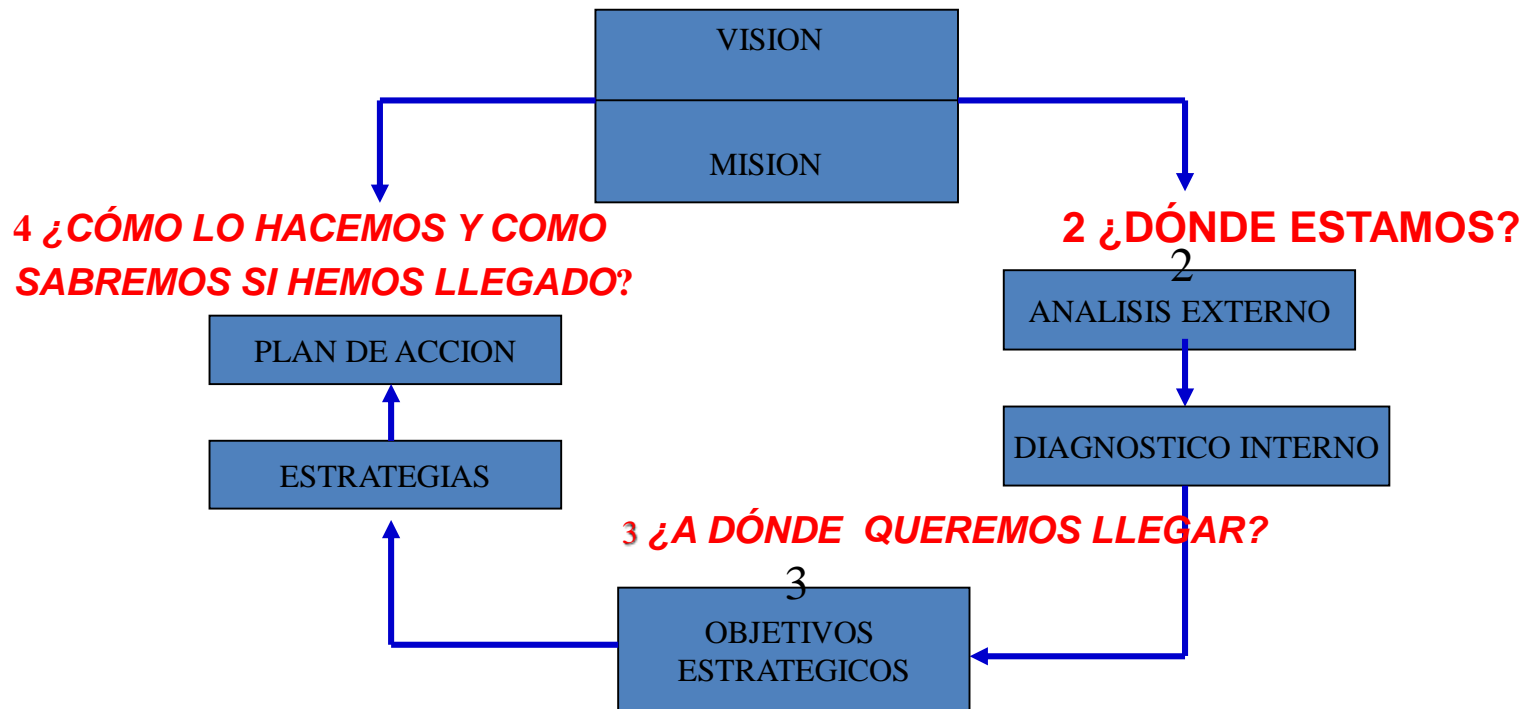 VISION
MISION
4 ¿CÓMO LO HACEMOS Y COMO
SABREMOS SI HEMOS LLEGADO?
2 ¿DÓNDE ESTAMOS?
2
ANALISIS EXTERNO
PLAN DE ACCION
DIAGNOSTICO INTERNO
ESTRATEGIAS
3 ¿A DÓNDE QUEREMOS LLEGAR?
3
OBJETIVOS
ESTRATEGICOS